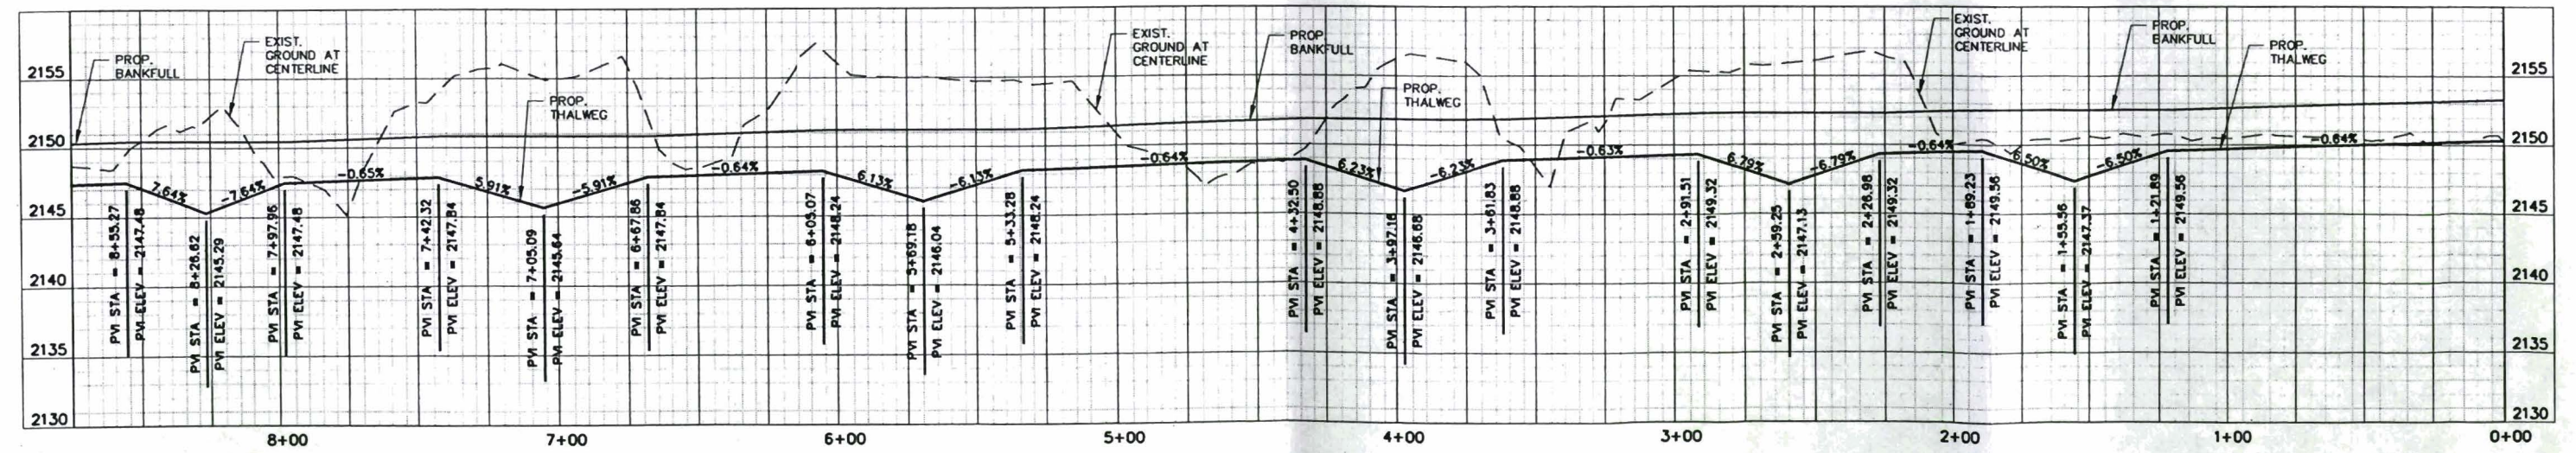 PROP.
BANKFULL
EXIST.
GROUND AT
CENTERLINE
PROP.
THALWEG
EXIST.
GROUND AT
CENTERLINE
PROP.
BANKFULL
PROP.
THALWEG
EXIST.
GROUND AT
CENTERLINE
PROP.
BANKFULL
PROP.
THALWEG
2155
2150
2145
2140
2135
2130
2155
2150
2145
2140
2135
2130
7.64%
-7.64%
-0.65%
5.91%
-5.91%
-0.64%
6.13%
-6.13%
-0.64%
6.23%
-6.23%
-0.63%
6.79%
-6.79%
-0.64%
6.50%
-6.50%
-0.64%
PVI STA = 8+55.27
PVI ELEV = 2147.48
PVI STA = 8+26.62
PVI ELEV = 2145.29
PVI STA = 7+97.96
PVI ELEV = 2147.48
PVI STA = 7+42.32
PVI ELEV = 2147.84
PVI STA = 7+05.09
PVI ELEV = 2145.64
PVI STA = 6+67.86
PVI ELEV = 2147.84
PVI STA = 6+05.07
PVI ELEV = 2148.24
PVI STA = 5+69.18
PVI ELEV = 2146.04
PVI STA = 5+33.28
PVI ELEV = 2148.24
PVI STA = 4+32.50
PVI ELEV = 2148.88
PVI STA = 3+97.16
PVI ELEV = 2146.68
PVI STA = 3+61.83
PVI ELEV = 2148.88
PVI STA = 2+91.51
PVI ELEV = 2149.32
PVI STA = 2+59.25
PVI ELEV = 2147.13
PVI STA = 2+26.98
PVI ELEV = 2149.32
PVI STA = 1+89.23
PVI ELEV = 2149.56
PVI STA = 1+55.56
PVI ELEV = 2147.37
PVI STA = 1+21.89
PVI ELEV = 2149.56
8+00
7+00
6+00
5+00
4+00
3+00
2+00
1+00
0+00